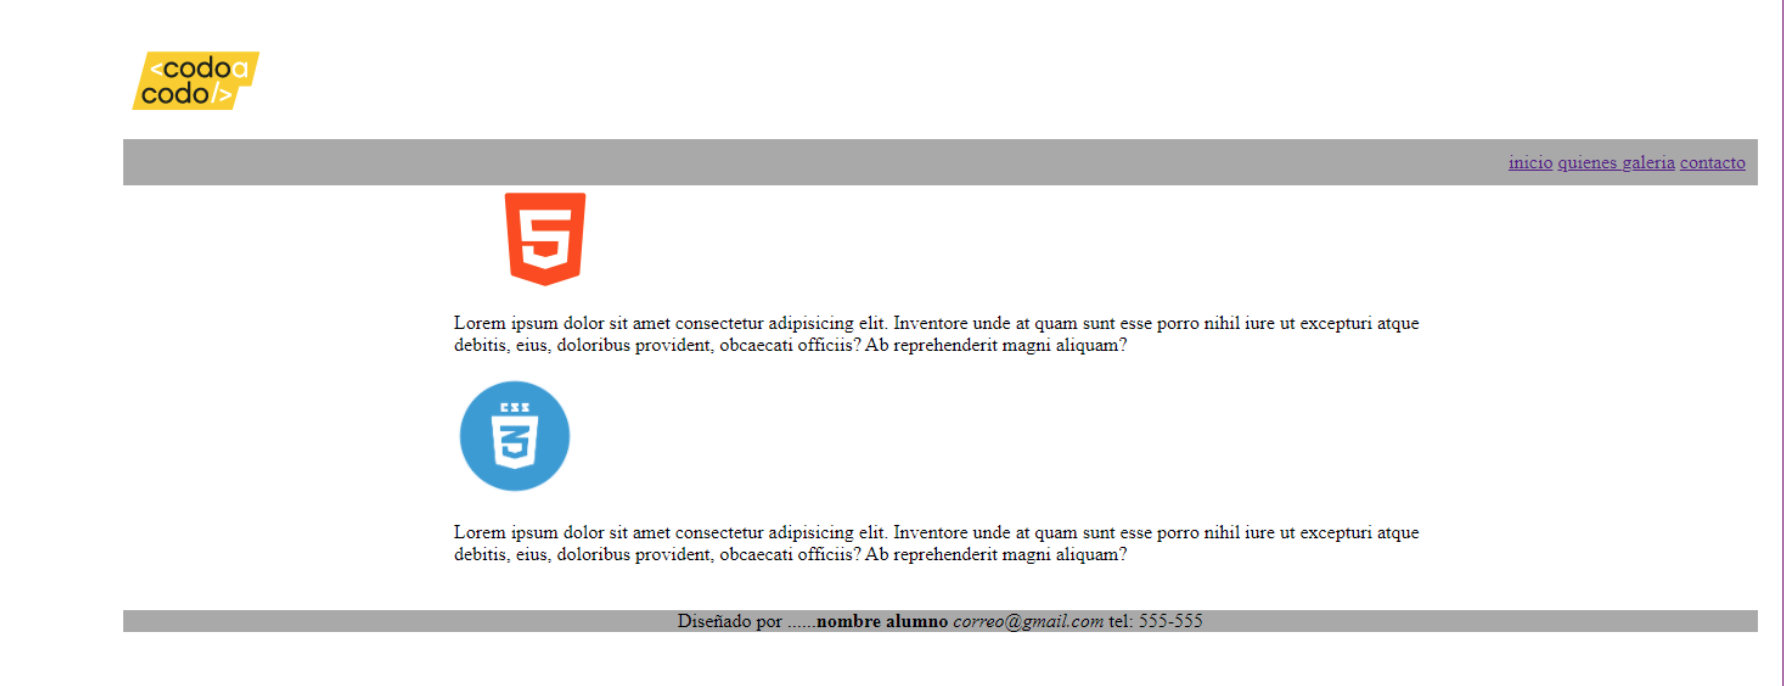 <codoa
codo/>
inicio quienes galeria contacto
5
Lorem ipsum dolor sit amet consectetur adipisicing elit. Inventore unde at quam sunt esse porro nihil iure ut excepturi atque
debitis, eius, doloribus provident, obcaecati officiis? Ab reprehenderit magni aliquam?
CSS
3
Lorem ipsum dolor sit amet consectetur adipisicing elit. Inventore unde at quam sunt esse porro nihil iure ut excepturi atque
debitis, eius, doloribus provident, obcaecati officiis? Ab reprehenderit magni aliquam?
Diseñado por ......nombre alumno correo@gmail.com tel: 555-555